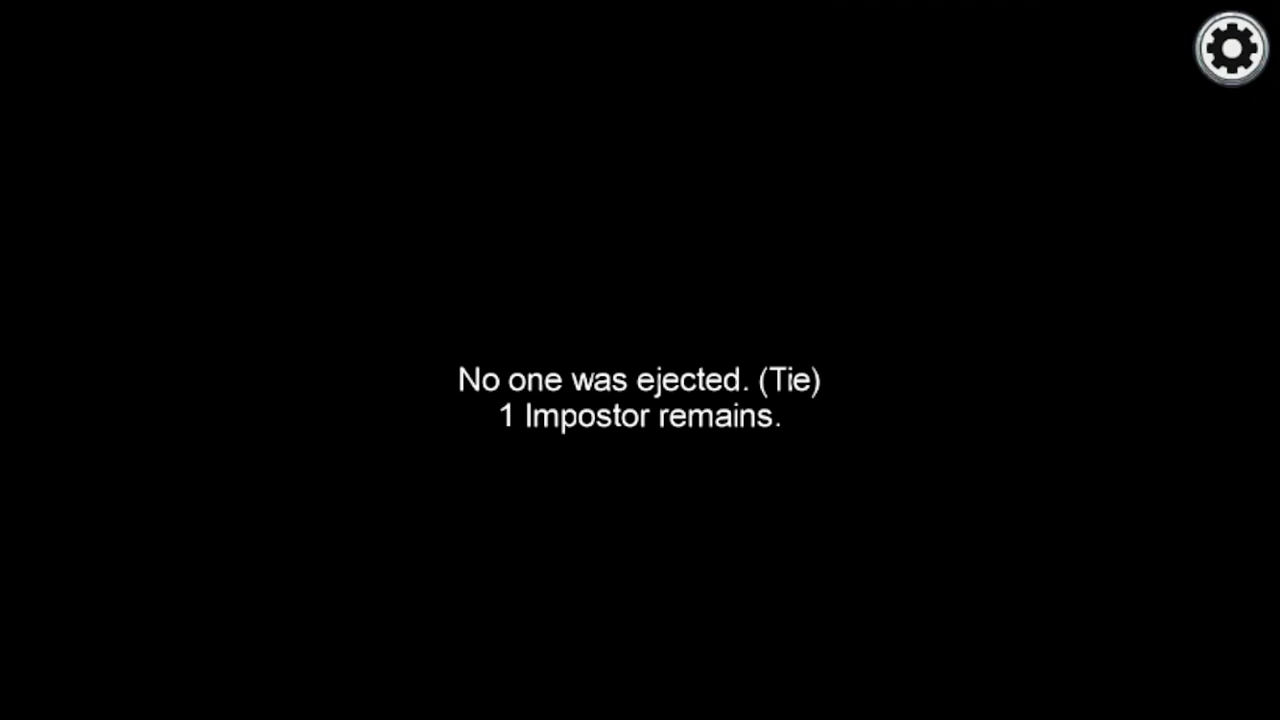 No one was ejected. (Tie)
1 Impostor remains.